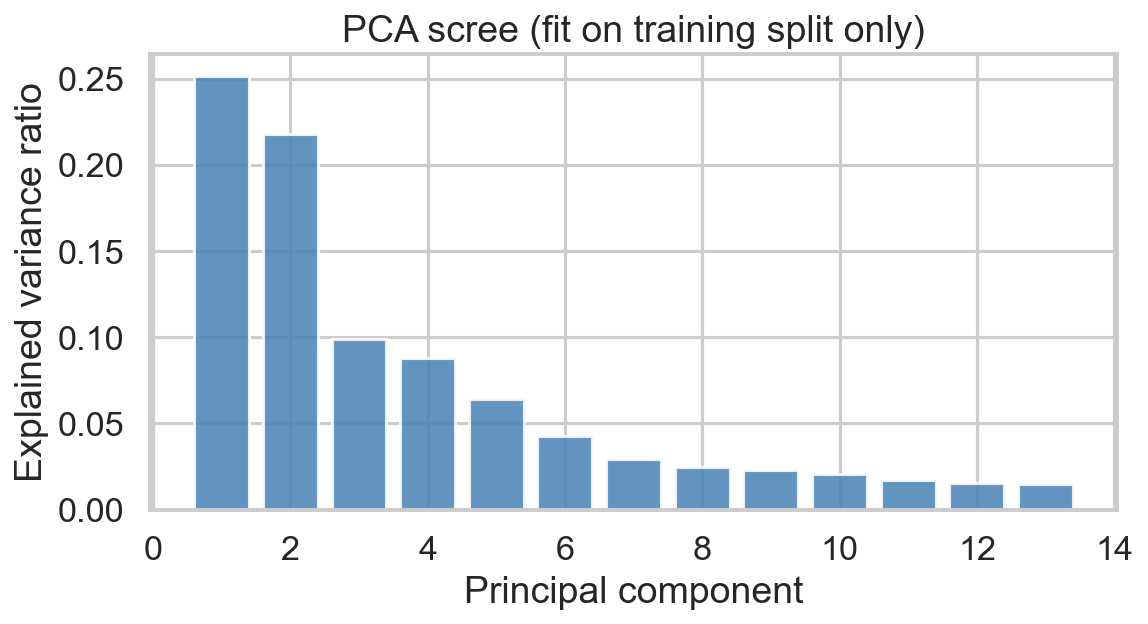 PCA scree (fit on training split only)
Explained variance ratio
0.25
0.20
0.15
0.10
0.05
0.00
0 2 4 6 8 10 12 14
Principal component